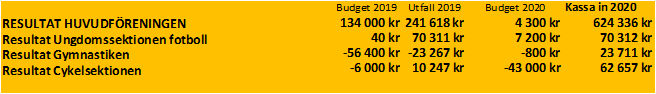 Budget 2019 Utfall 2019 Budget 2020 Kassa in 2020
RESULTAT HUVUDFÖRENINGEN 134 000 kr 241 618 kr 4 300 kr 624 336 kr
Resultat Ungdomssektionen fotboll 40 kr 70 311 kr 7 200 kr 70 312 kr
Resultat Gymnastiken -56 400 kr -23 267 kr -800 kr 23 711 kr
Resultat Cykelsektionen -6 000 kr 10 247 kr -43 000 kr 62 657 kr